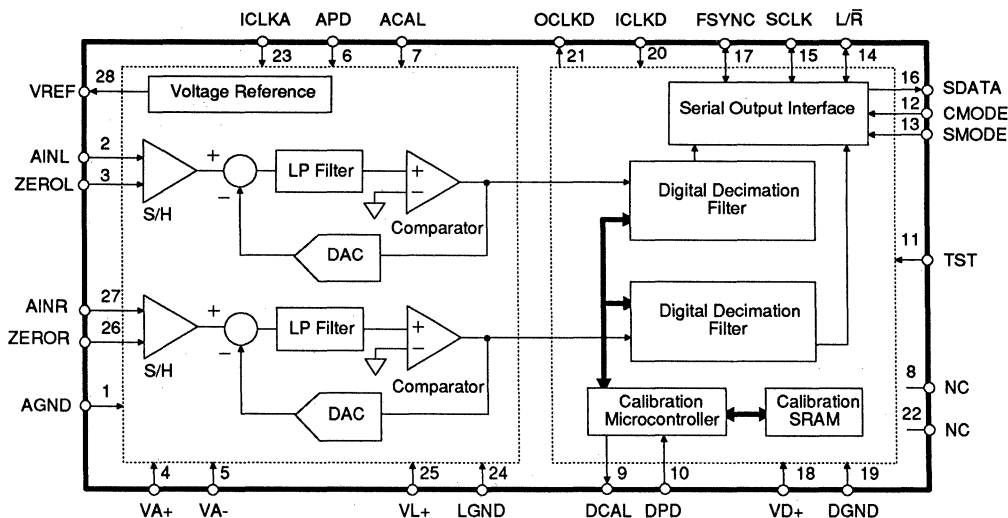 ICLKA APD ACAL OCLKD ICLKD FSYNC SCLK L/R̅
23 6 7 21 20 17 15 14
28
VREF
Voltage Reference
Serial Output Interface
16
SDATA
12
CMODE
13
SMODE
2
AINL
3
ZEROL
S/H
+
−
LP Filter
+
−
Comparator
DAC
Digital Decimation
Filter
11
TST
27
AINR
26
ZEROR
S/H
+
−
LP Filter
+
−
Comparator
DAC
Digital Decimation
Filter
1
AGND
Calibration
Microcontroller
Calibration
SRAM
8
NC
22
NC
4 5 25 24 9 10 18 19
VA+ VA- VL+ LGND DCAL DPD VD+ DGND